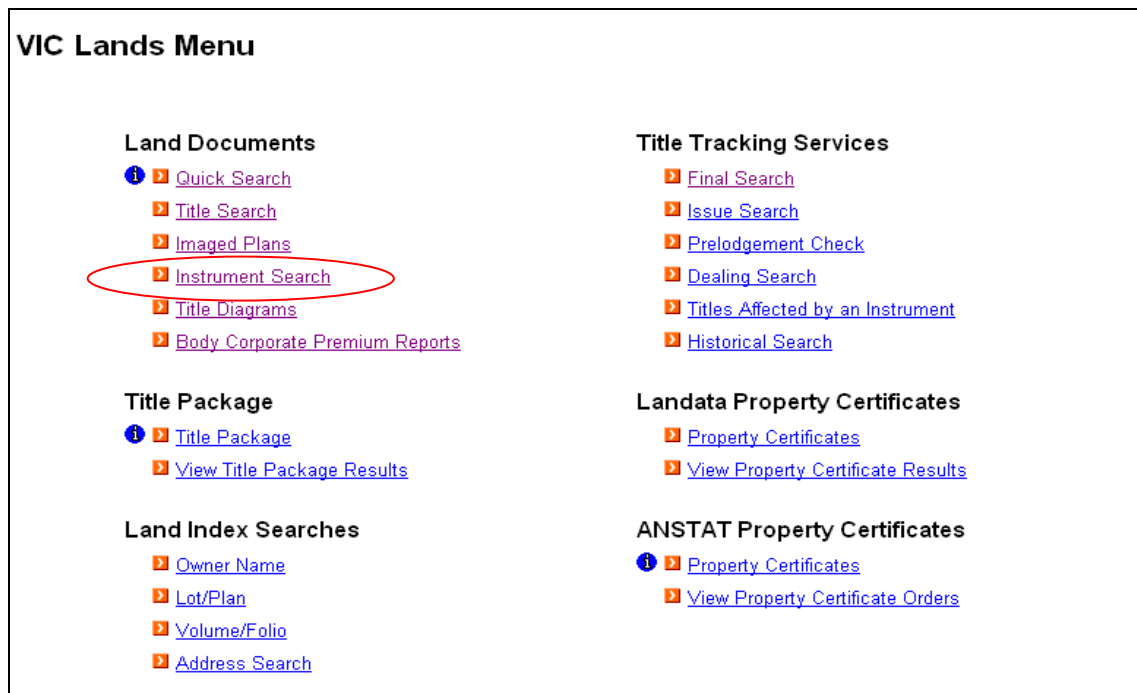 VIC Lands Menu
Land Documents
Quick Search
Title Search
Imaged Plans
Instrument Search
Title Diagrams
Body Corporate Premium Reports
Title Package
Title Package
View Title Package Results
Land Index Searches
Owner Name
Lot/Plan
Volume/Folio
Address Search
Title Tracking Services
Final Search
Issue Search
Prelodgement Check
Dealing Search
Titles Affected by an Instrument
Historical Search
Landata Property Certificates
Property Certificates
View Property Certificate Results
ANSTAT Property Certificates
Property Certificates
View Property Certificate Orders